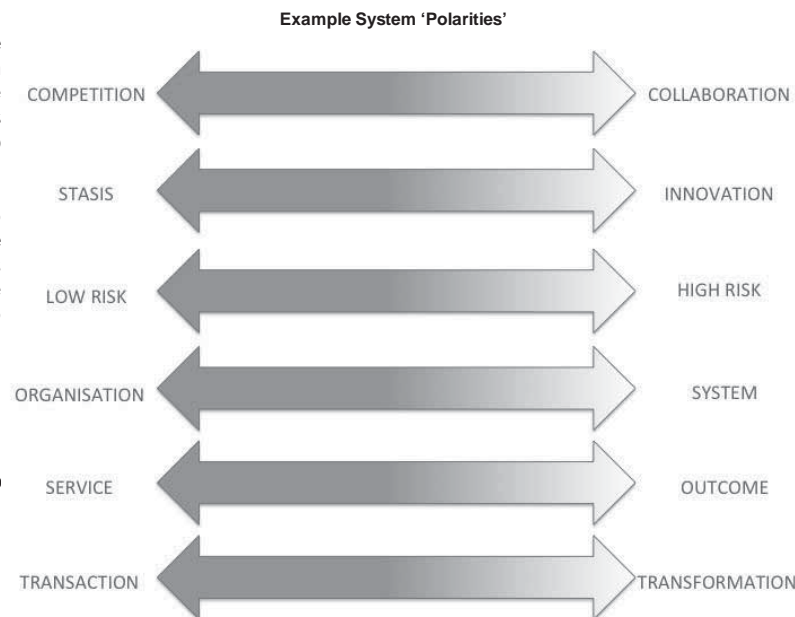 Example System ‘Polarities’
COMPETITION COLLABORATION
STASIS INNOVATION
LOW RISK HIGH RISK
ORGANISATION SYSTEM
SERVICE OUTCOME
TRANSACTION TRANSFORMATION